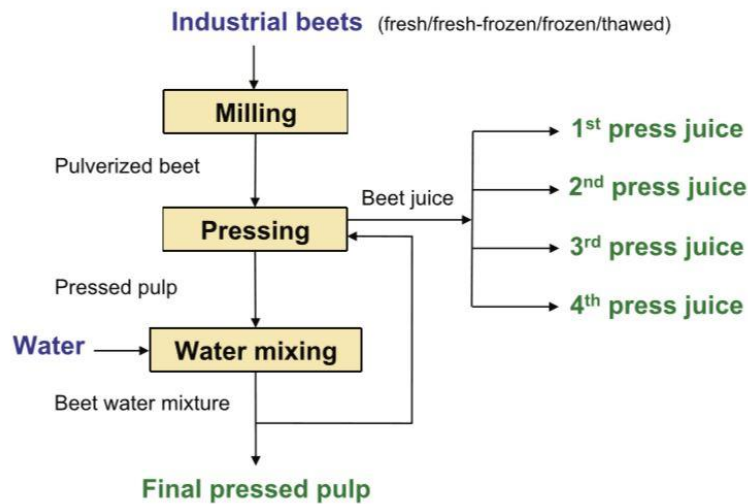 Industrial beets (fresh/fresh-frozen/frozen/thawed)
Milling
1st press juice
Pulverized beet
2nd press juice
Beet juice
Pressing
3rd press juice
Pressed pulp
4th press juice
Water
Water mixing
Beet water mixture
Final pressed pulp